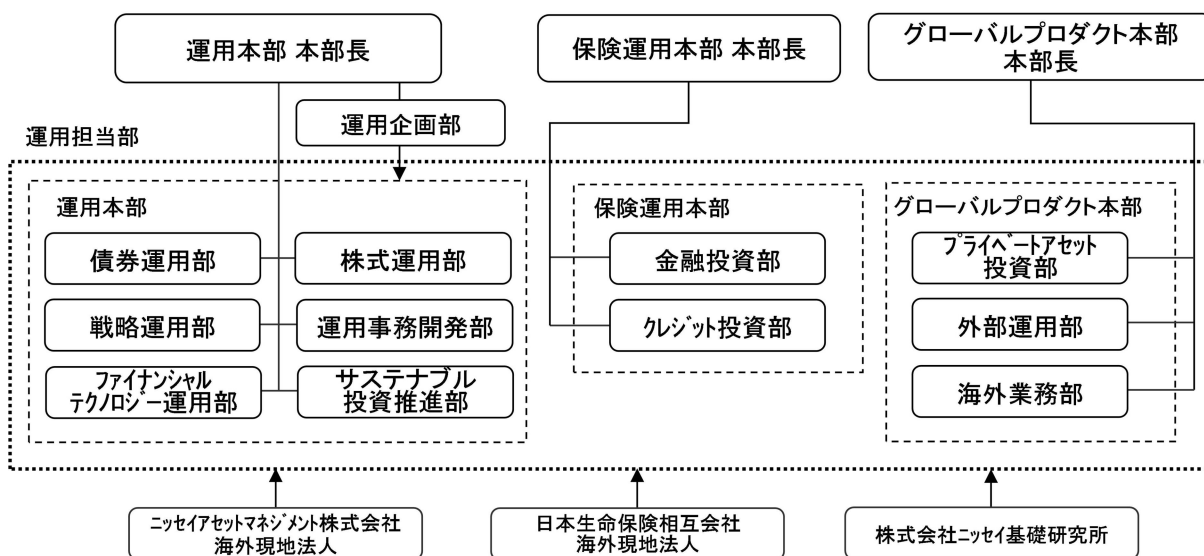 運用本部 本部長
保険運用本部 本部長
グローバルプロダクト本部
本部長
運用企画部
運用担当部
運用本部
債券運用部
株式運用部
戦略運用部
運用事務開発部
ファイナンシャル
テクノロジー運用部
サステナブル
投資推進部
保険運用本部
金融投資部
クレジット投資部
グローバルプロダクト本部
プライベートアセット
投資部
外部運用部
海外業務部
ニッセイアセットマネジメント株式会社
海外現地法人
日本生命保険相互会社
海外現地法人
株式会社ニッセイ基礎研究所